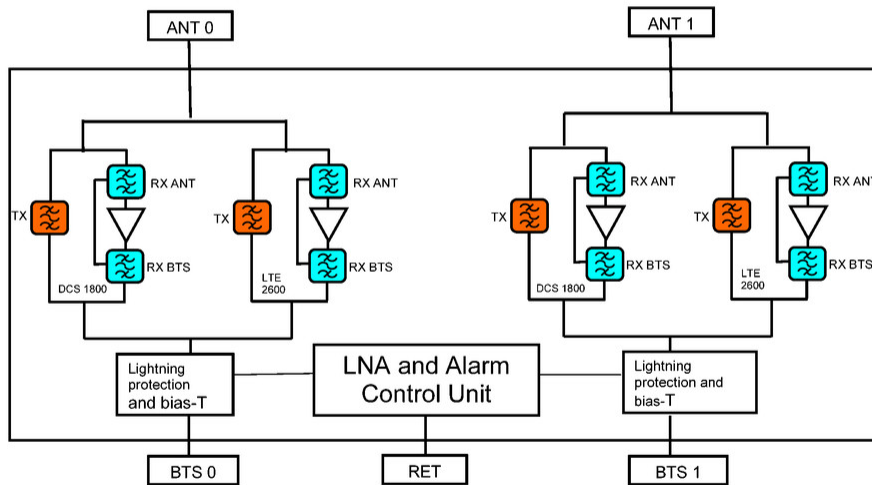 ANT 0
ANT 1
RX ANT
RX ANT
RX ANT
RX ANT
TX
TX
TX
TX
RX BTS
RX BTS
RX BTS
RX BTS
DCS 1800
LTE
2600
DCS 1800
LTE
2600
Lightning
protection
and bias-T
LNA and Alarm
Control Unit
Lightning
protection and
bias-T
BTS 0
RET
BTS 1